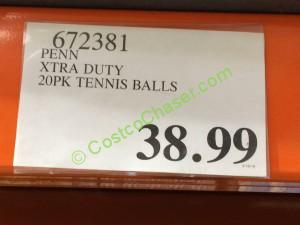 672381
PENN
XTRA DUTY
20PK TENNIS BALLS
© CostcoChaser.com
38.99